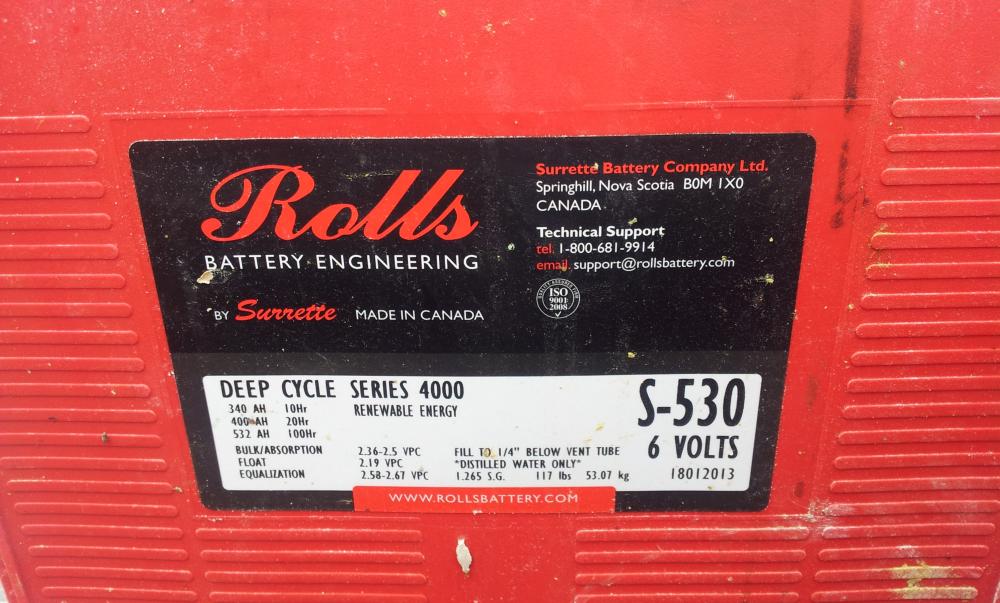 Rolls
BATTERY ENGINEERING
BY Surrette MADE IN CANADA
Surrette Battery Company Ltd.
Springhill, Nova Scotia B0M 1X0
CANADA
Technical Support
tel. 1-800-681-9914
email. support@rollsbattery.com
ISO
9001
2008
DEEP CYCLE SERIES 4000
340 AH 10Hr RENEWABLE ENERGY
400 AH 20Hr
532 AH 100Hr
BULK/ABSORPTION 2.36-2.5 VPC
FLOAT 2.19 VPC
EQUALIZATION 2.58-2.67 VPC
FILL TO 1/4" BELOW VENT TUBE
*DISTILLED WATER ONLY*
1.265 S.G. 117 lbs 53.07 kg
S-530
6 VOLTS
18012013
WWW.ROLLSBATTERY.COM